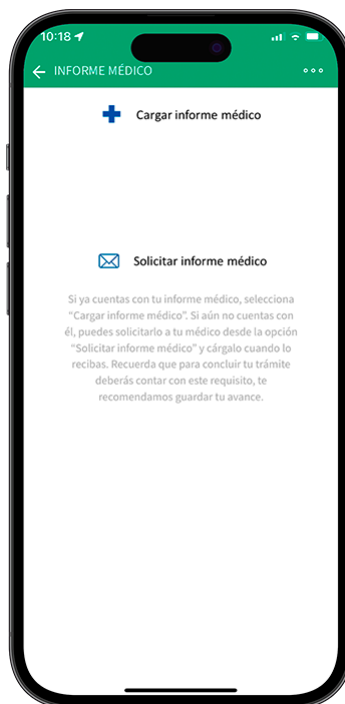 10:18
INFORME MÉDICO
Cargar informe médico
Solicitar informe médico
Si ya cuentas con tu informe médico, selecciona
“Cargar informe médico”. Si aún no cuentas con
él, puedes solicitarlo a tu médico desde la opción
“Solicitar informe médico” y cárgalo cuando lo
recibas. Recuerda que para concluir tu trámite
deberás contar con este requisito, te
recomendamos guardar tu avance.